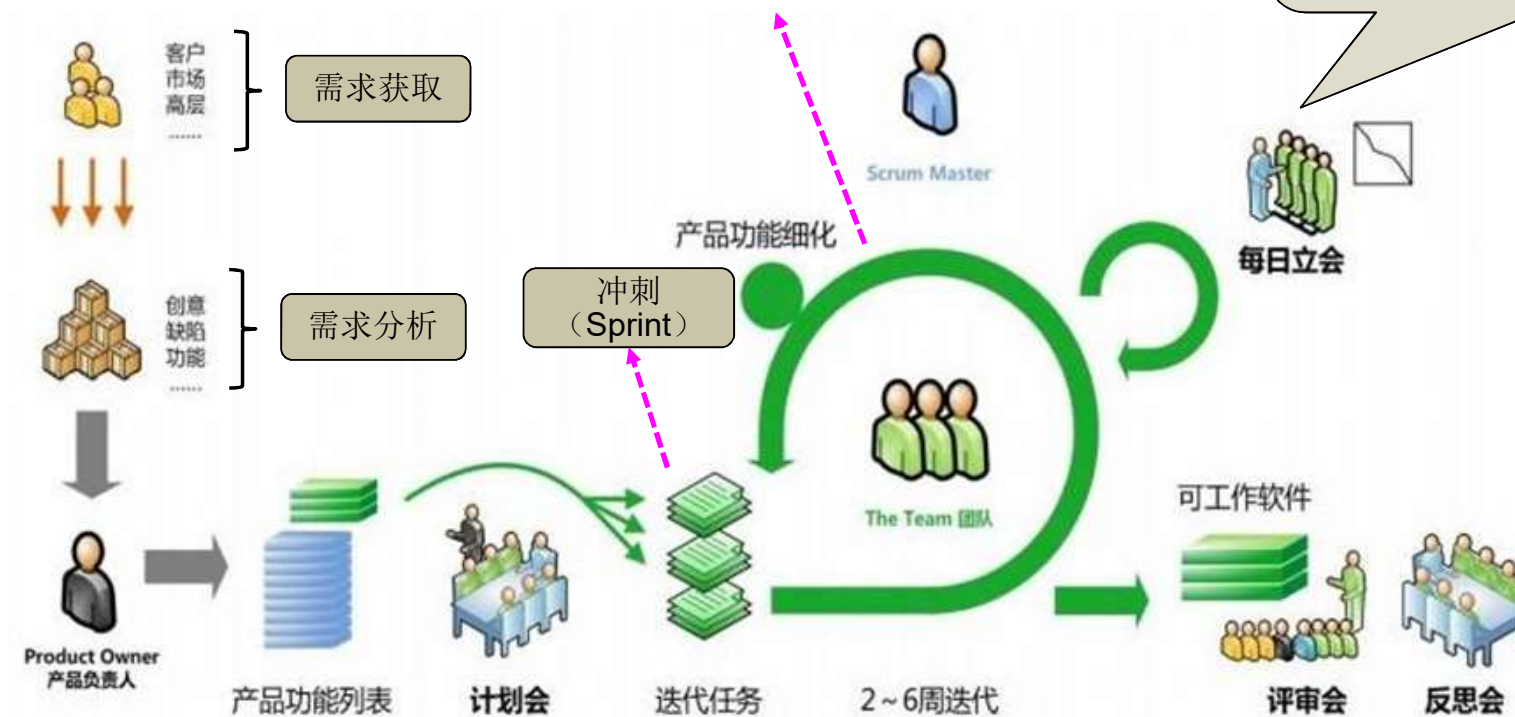 客户
市场
高层
......
需求获取
Scrum Master
产品功能细化
每日立会
创意
缺陷
功能
......
需求分析
冲刺
（Sprint）
The Team 团队
可工作软件
Product Owner
产品负责人
产品功能列表
计划会
迭代任务
2～6周迭代
评审会
反思会